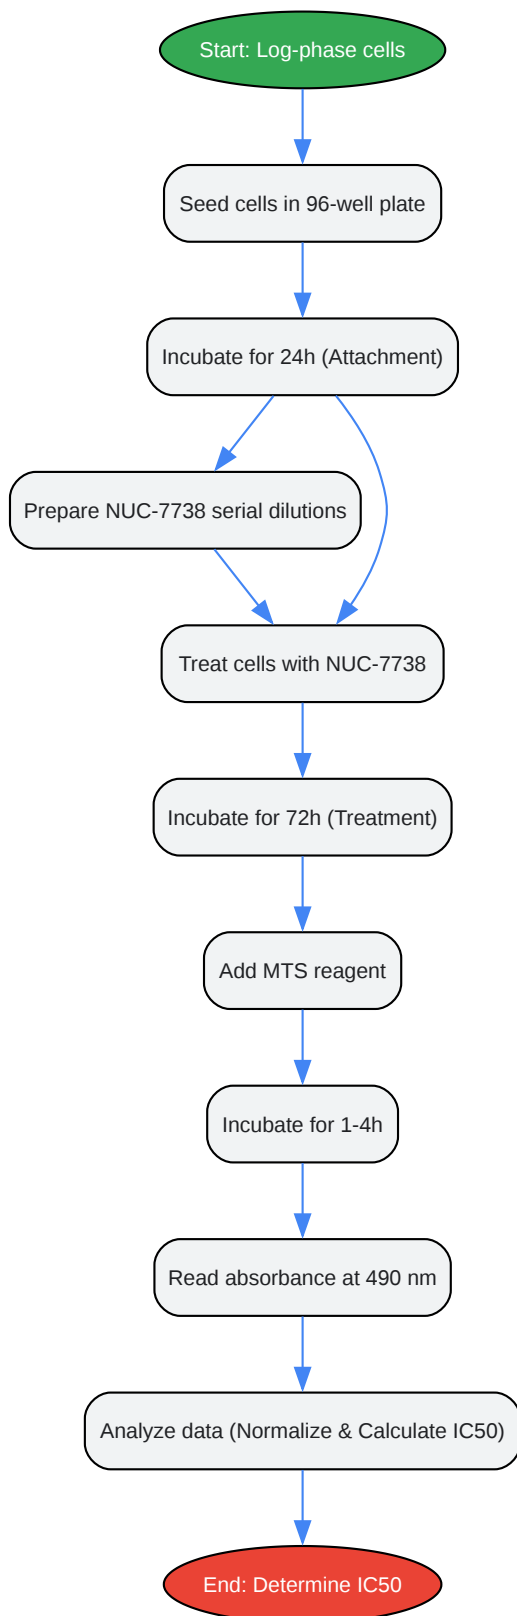 Start: Log-phase cells
Seed cells in 96-well plate
Incubate for 24h (Attachment)
Prepare NUC-7738 serial dilutions
Treat cells with NUC-7738
Incubate for 72h (Treatment)
Add MTS reagent
Incubate for 1-4h
Read absorbance at 490 nm
Analyze data (Normalize & Calculate IC50)
End: Determine IC50